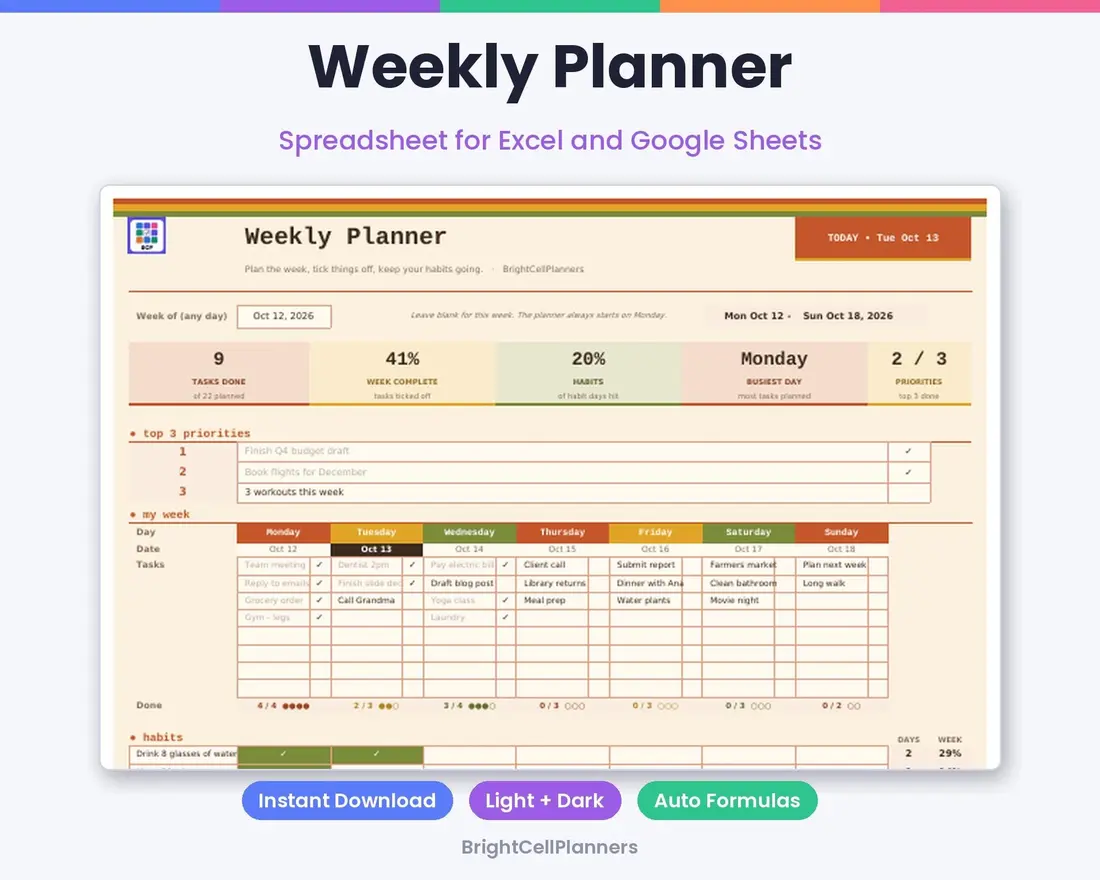 Weekly Planner
Spreadsheet for Excel and Google Sheets
BCP
Weekly Planner
TODAY • Tue Oct 13
Plan the week, tick things off, keep your habits going. · BrightCellPlanners
Week of (any day) Oct 12, 2026 Leave blank for this week. The planner always starts on Monday. Mon Oct 12 - Sun Oct 18, 2026
9 41% 20% Monday 2 / 3
TASKS DONE WEEK COMPLETE HABITS BUSIEST DAY PRIORITIES
of 22 planned tasks ticked off of habit days hit most tasks planned top 3 done
• top 3 priorities
1 Finish Q4 budget draft ✓
2 Book flights for December ✓
3 3 workouts this week
• my week
Day Monday Tuesday Wednesday Thursday Friday Saturday Sunday
Date Oct 12 Oct 13 Oct 14 Oct 15 Oct 16 Oct 17 Oct 18
Tasks Team meeting ✓ Dentist 2pm ✓ Pay electric bill ✓ Client call Submit report Farmers market Plan next week
Reply to emails ✓ Finish slide dec ✓ Draft blog post Library returns Dinner with Ana Clean bathroom Long walk
Grocery order ✓ Call Grandma Yoga class ✓ Meal prep Water plants Movie night
Gym - legs ✓ Laundry ✓
Done 4 / 4 ●●●● 2 / 3 ●●○ 3 / 4 ●●●○ 0 / 3 ○○○ 0 / 3 ○○○ 0 / 3 ○○○ 0 / 2 ○○
• habits DAYS WEEK
Drink 8 glasses of water ✓ ✓ 2 29%
Instant Download Light + Dark Auto Formulas
BrightCellPlanners